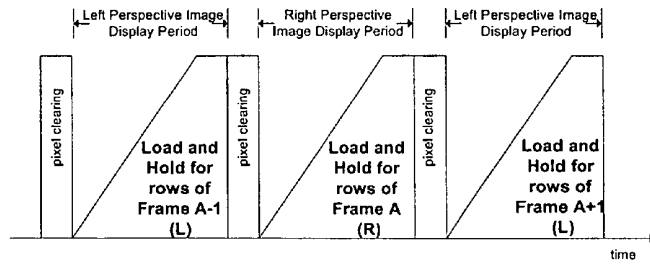 Left Perspective Image
Display Period
Right Perspective
Image Display Period
Left Perspective Image
Display Period
pixel clearing
Load and
Hold for
rows of
Frame A-1
(L)
pixel clearing
Load and
Hold for
rows of
Frame A
(R)
pixel clearing
Load and
Hold for
rows of
Frame A+1
(L)
time